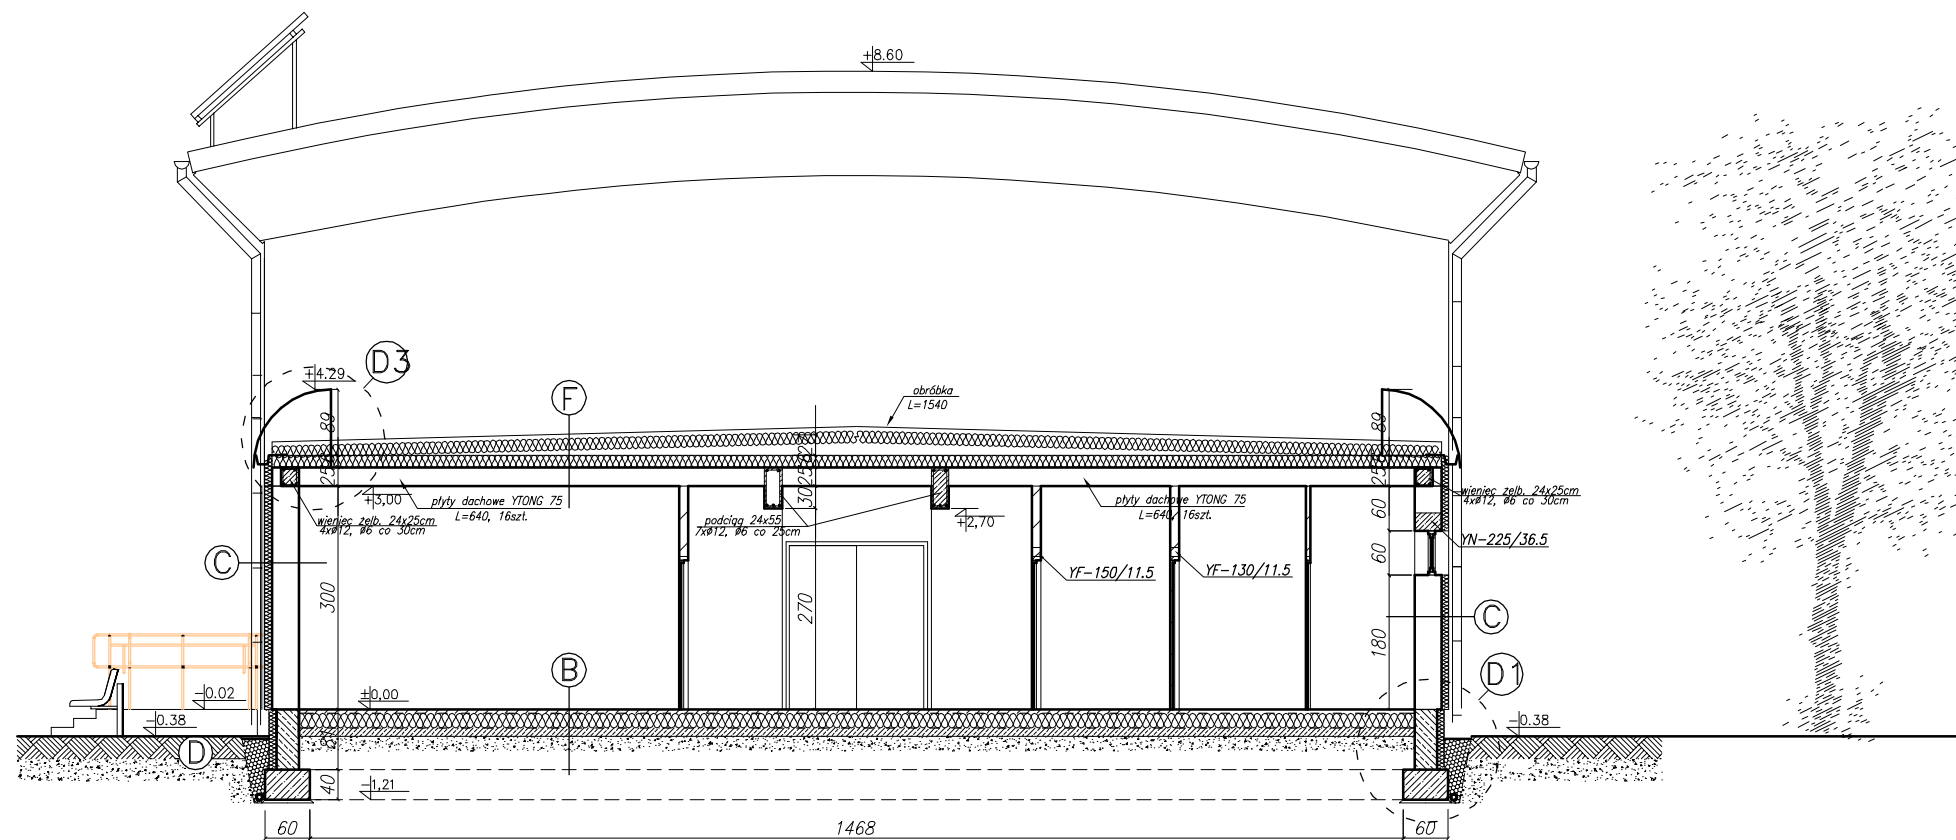 +8.60
D3
+4.29
F
obróbka
L=1540
89
89
25
25
+3,00
płyty dachowe YTONG 75
L=640, 16szt.
wieniec żelb. 24x25cm
4xø12, ø6 co 30cm
podciąg 24x55
7xø12, ø6 co 25cm
30
+2,70
płyty dachowe YTONG 75
L=640, 16szt.
wieniec żelb. 24x25cm
4xø12, ø6 co 30cm
60
YN-225/36.5
60
C
YF-150/11.5
YF-130/11.5
300
270
C
180
B
D1
-0.02
±0,00
-0.38
-0.38
D
81
40
-1,21
60
1468
60